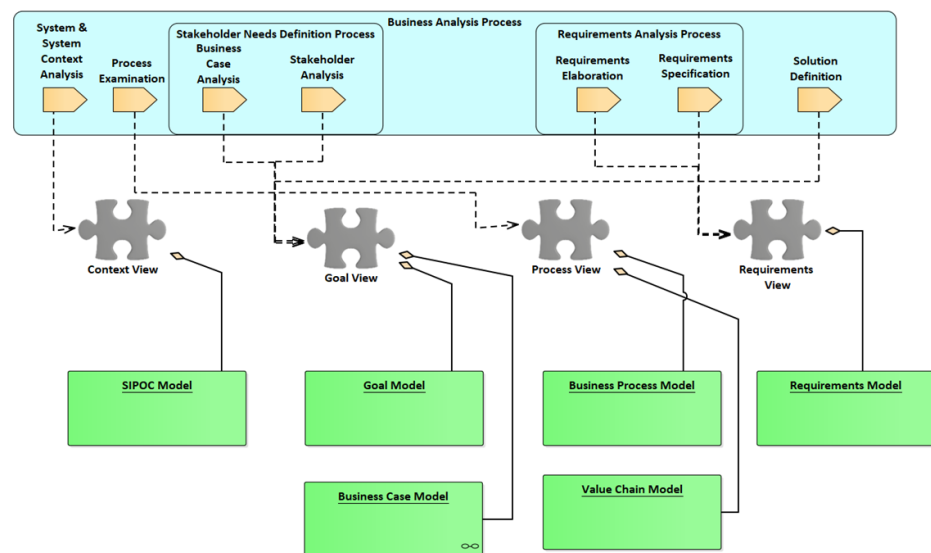 Business Analysis Process
System &
System
Context
Analysis
Process
Examination
Stakeholder Needs Definition Process
Business
Case
Analysis
Stakeholder
Analysis
Requirements Analysis Process
Requirements
Elaboration
Requirements
Specification
Solution
Definition
Context View
Goal View
Process View
Requirements
View
SIPOC Model
Goal Model
Business Process Model
Requirements Model
Business Case Model
Value Chain Model